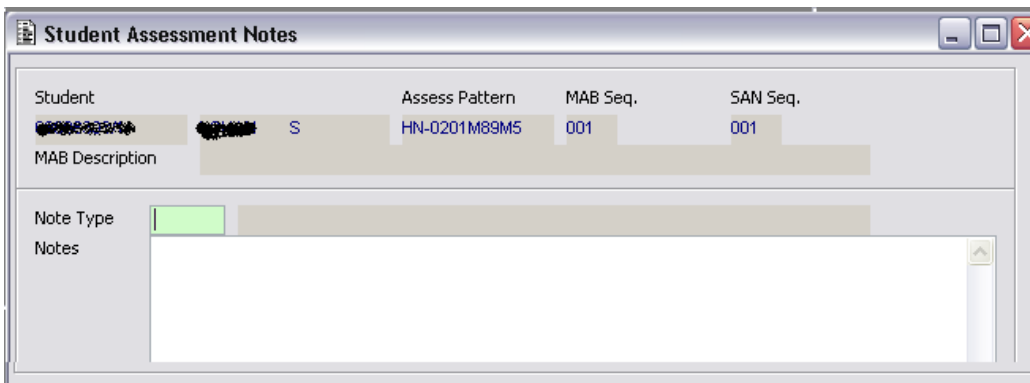 Student Assessment Notes
Student Assess Pattern MAB Seq. SAN Seq.
S HN-0201M89M5 001 001
MAB Description
Note Type
Notes